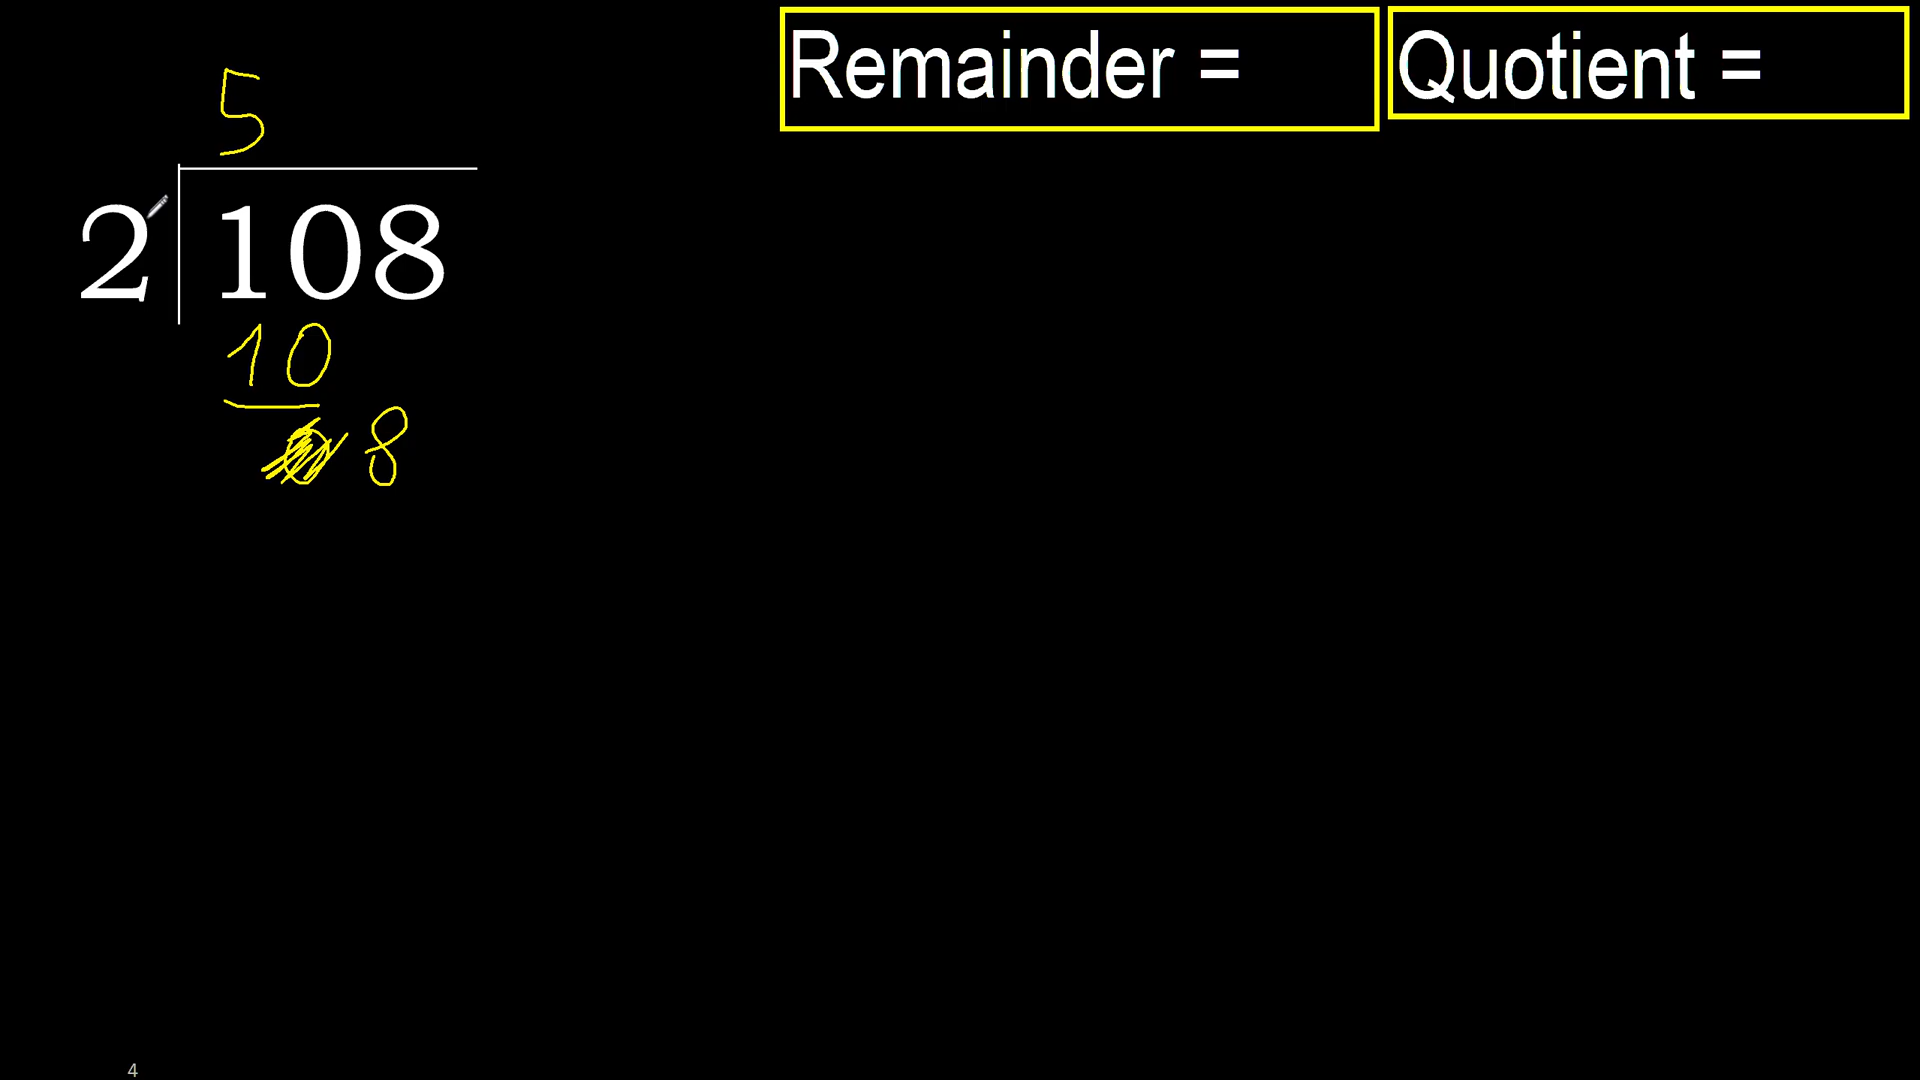 Remainder =
Quotient =
5
2 108
10
8
4